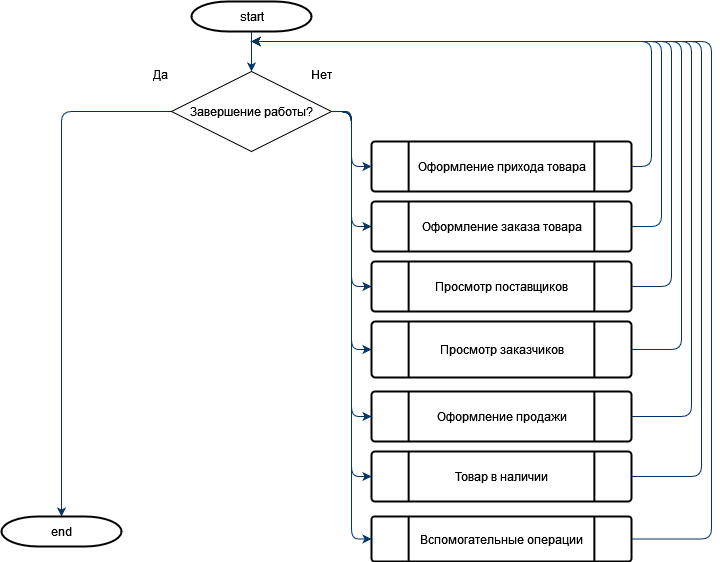 start
Да
Нет
Завершение работы?
Оформление прихода товара
Оформление заказа товара
Просмотр поставщиков
Просмотр заказчиков
Оформление продажи
Товар в наличии
end
Вспомогательные операции